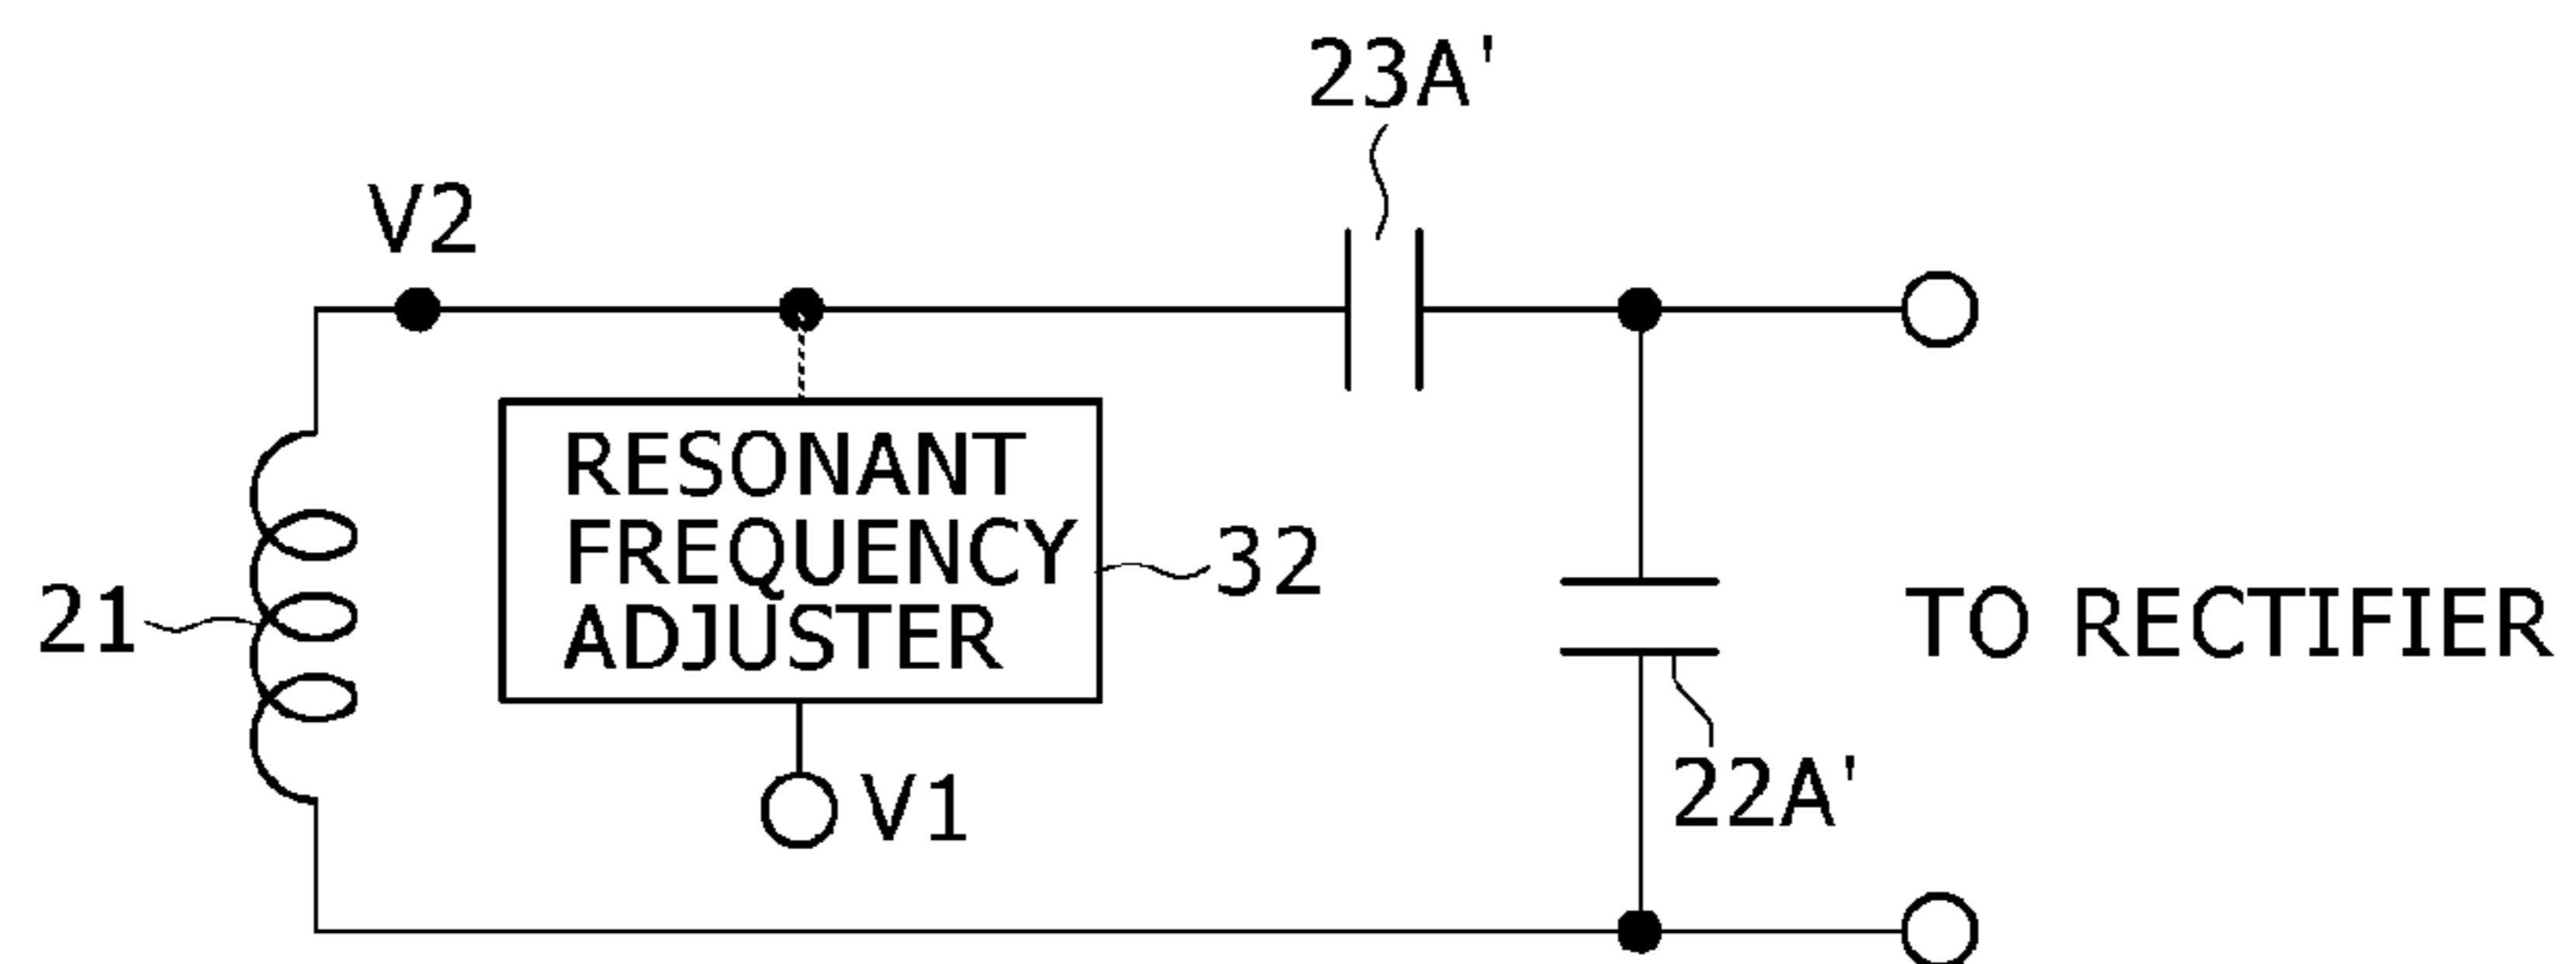 23A'
V2
RESONANT
FREQUENCY
ADJUSTER
32
21
TO RECTIFIER
V1
22A'